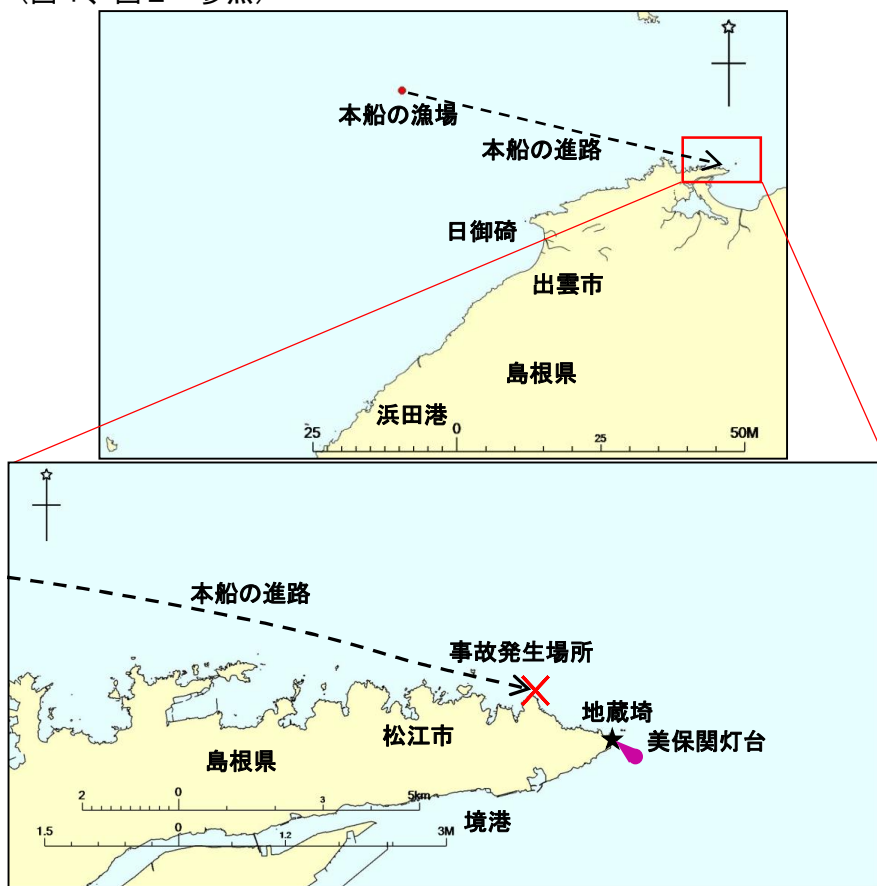 本船の漁場
本船の進路
日御碕
出雲市
島根県
浜田港
25 0 25 50M
本船の進路
事故発生場所
地蔵埼
美保関灯台
松江市
島根県
2 0 3 5km
境港
1.5 0 1.2 3M